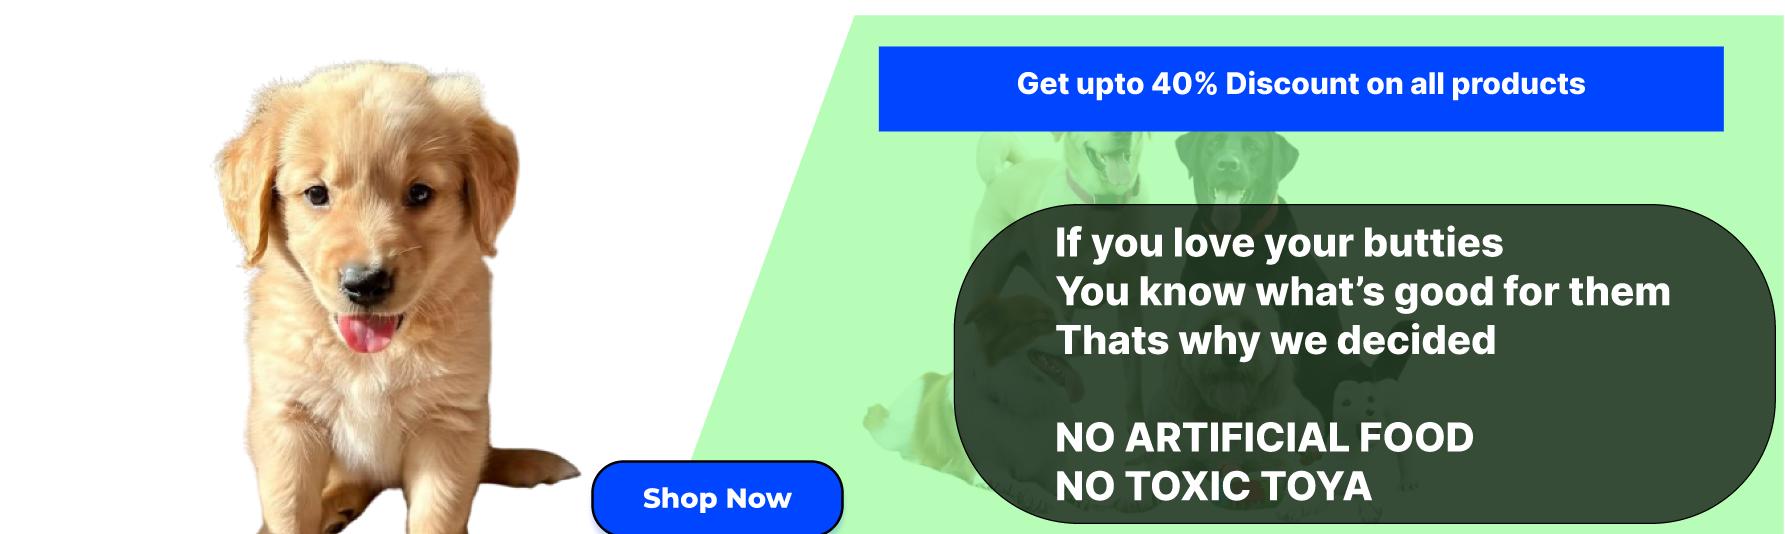 Get upto 40% Discount on all products
If you love your butties
You know what’s good for them
Thats why we decided
NO ARTIFICIAL FOOD
NO TOXIC TOYA
Shop Now